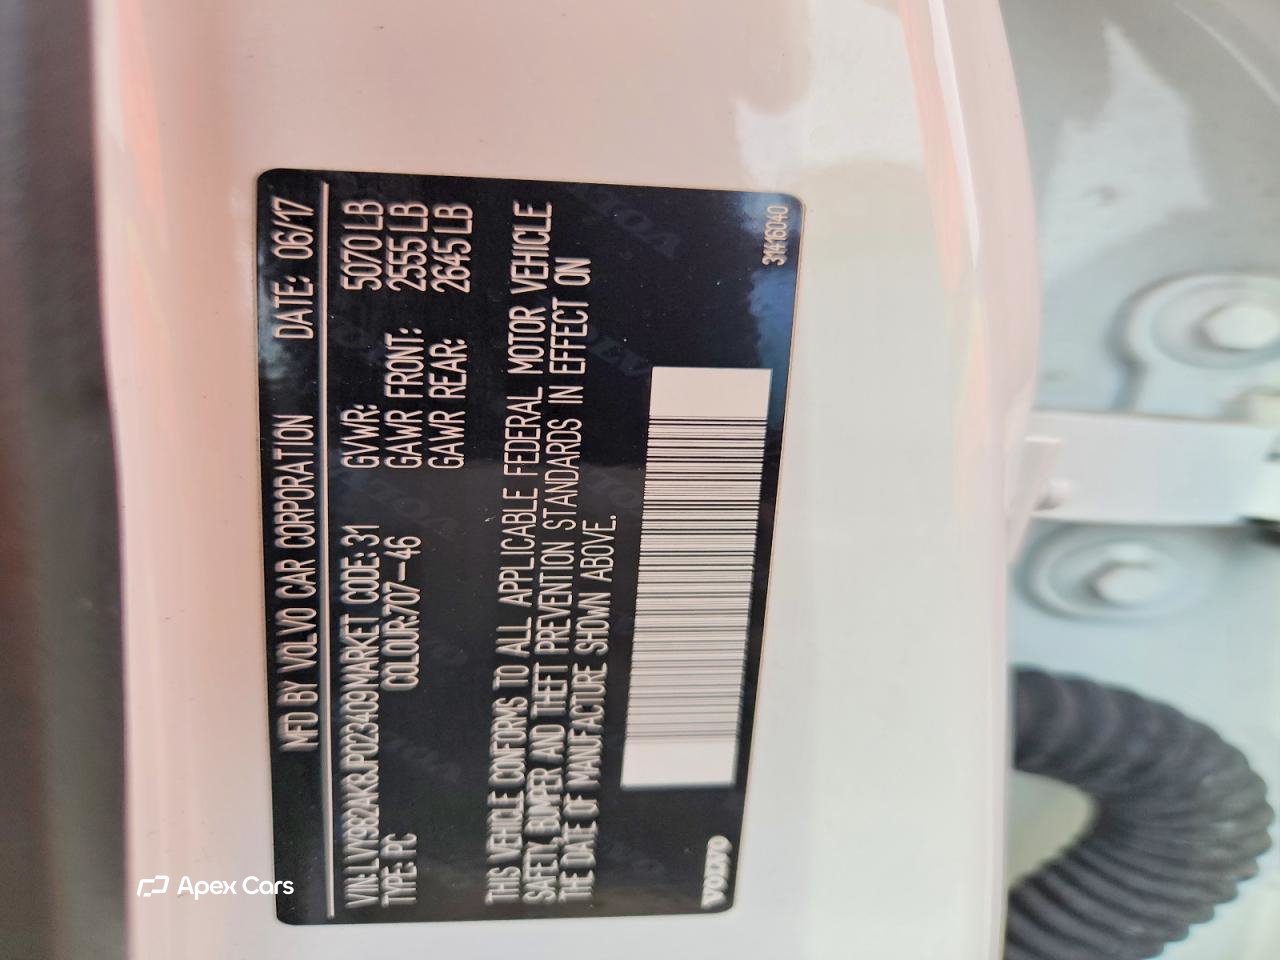 MFD BY VOLVO CAR CORPORATION DATE: 06/17
VIN: LVY982AK8JP023409 MARKET CODE: 31 GVWR: 5070 LB
TYPE: PC COLOUR:707-46 GAWR FRONT: 2555 LB
GAWR REAR: 2645 LB
THIS VEHICLE CONFORMS TO ALL APPLICABLE FEDERAL MOTOR VEHICLE
SAFETY, BUMPER AND THEFT PREVENTION STANDARDS IN EFFECT ON
THE DATE OF MANUFACTURE SHOWN ABOVE.
VOLVO 31416040
Apex Cars